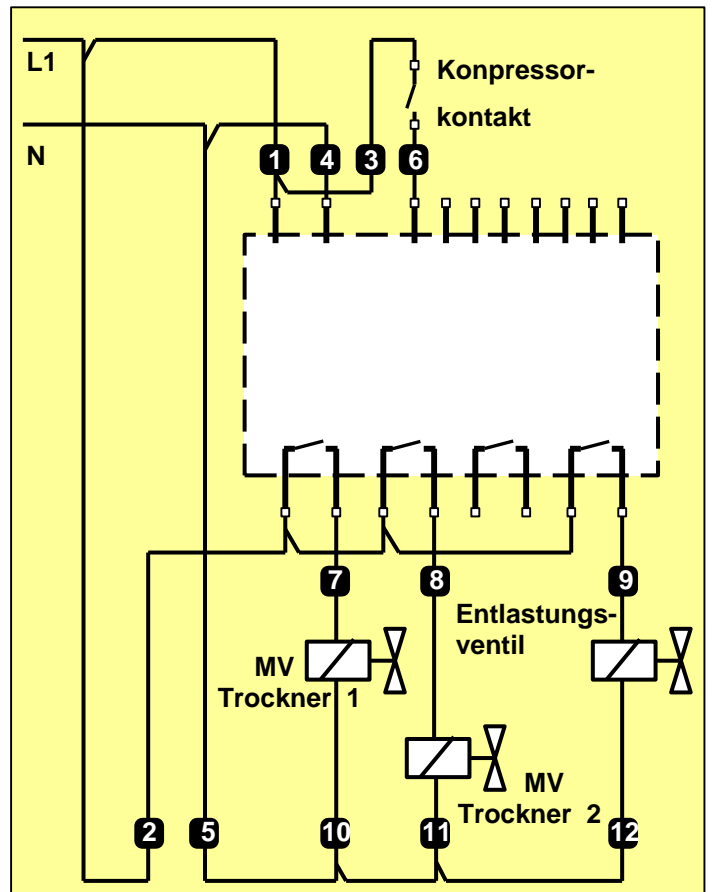 L1
Konpressor-
kontakt
N
1 4 3 6
7 8 9
Entlastungs-
ventil
MV
Trockner 1
MV
Trockner 2
2 5 10 11 12